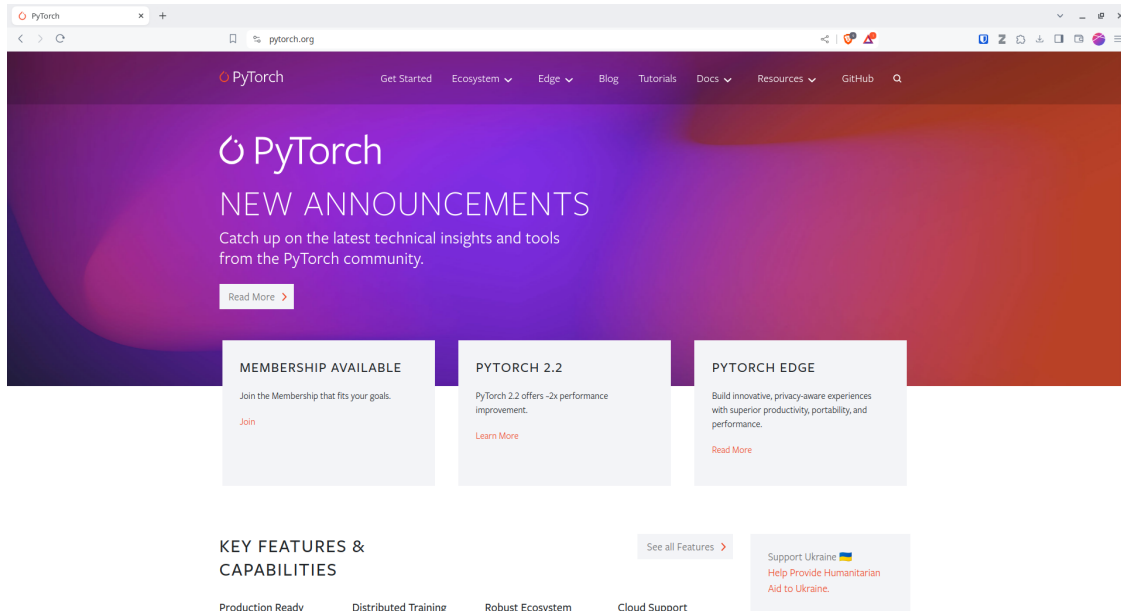 PyTorch
pytorch.org
PyTorch
Get Started Ecosystem Edge Blog Tutorials Docs Resources GitHub
PyTorch
NEW ANNOUNCEMENTS
Catch up on the latest technical insights and tools
from the PyTorch community.
Read More
MEMBERSHIP AVAILABLE
Join the Membership that fits your goals.
Join
PYTORCH 2.2
PyTorch 2.2 offers ~2x performance
improvement.
Learn More
PYTORCH EDGE
Build innovative, privacy-aware experiences
with superior productivity, portability, and
performance.
Read More
KEY FEATURES &
CAPABILITIES
See all Features
Support Ukraine 🇺🇦
Help Provide Humanitarian
Aid to Ukraine.
Production Ready Distributed Training Robust Ecosystem Cloud Support